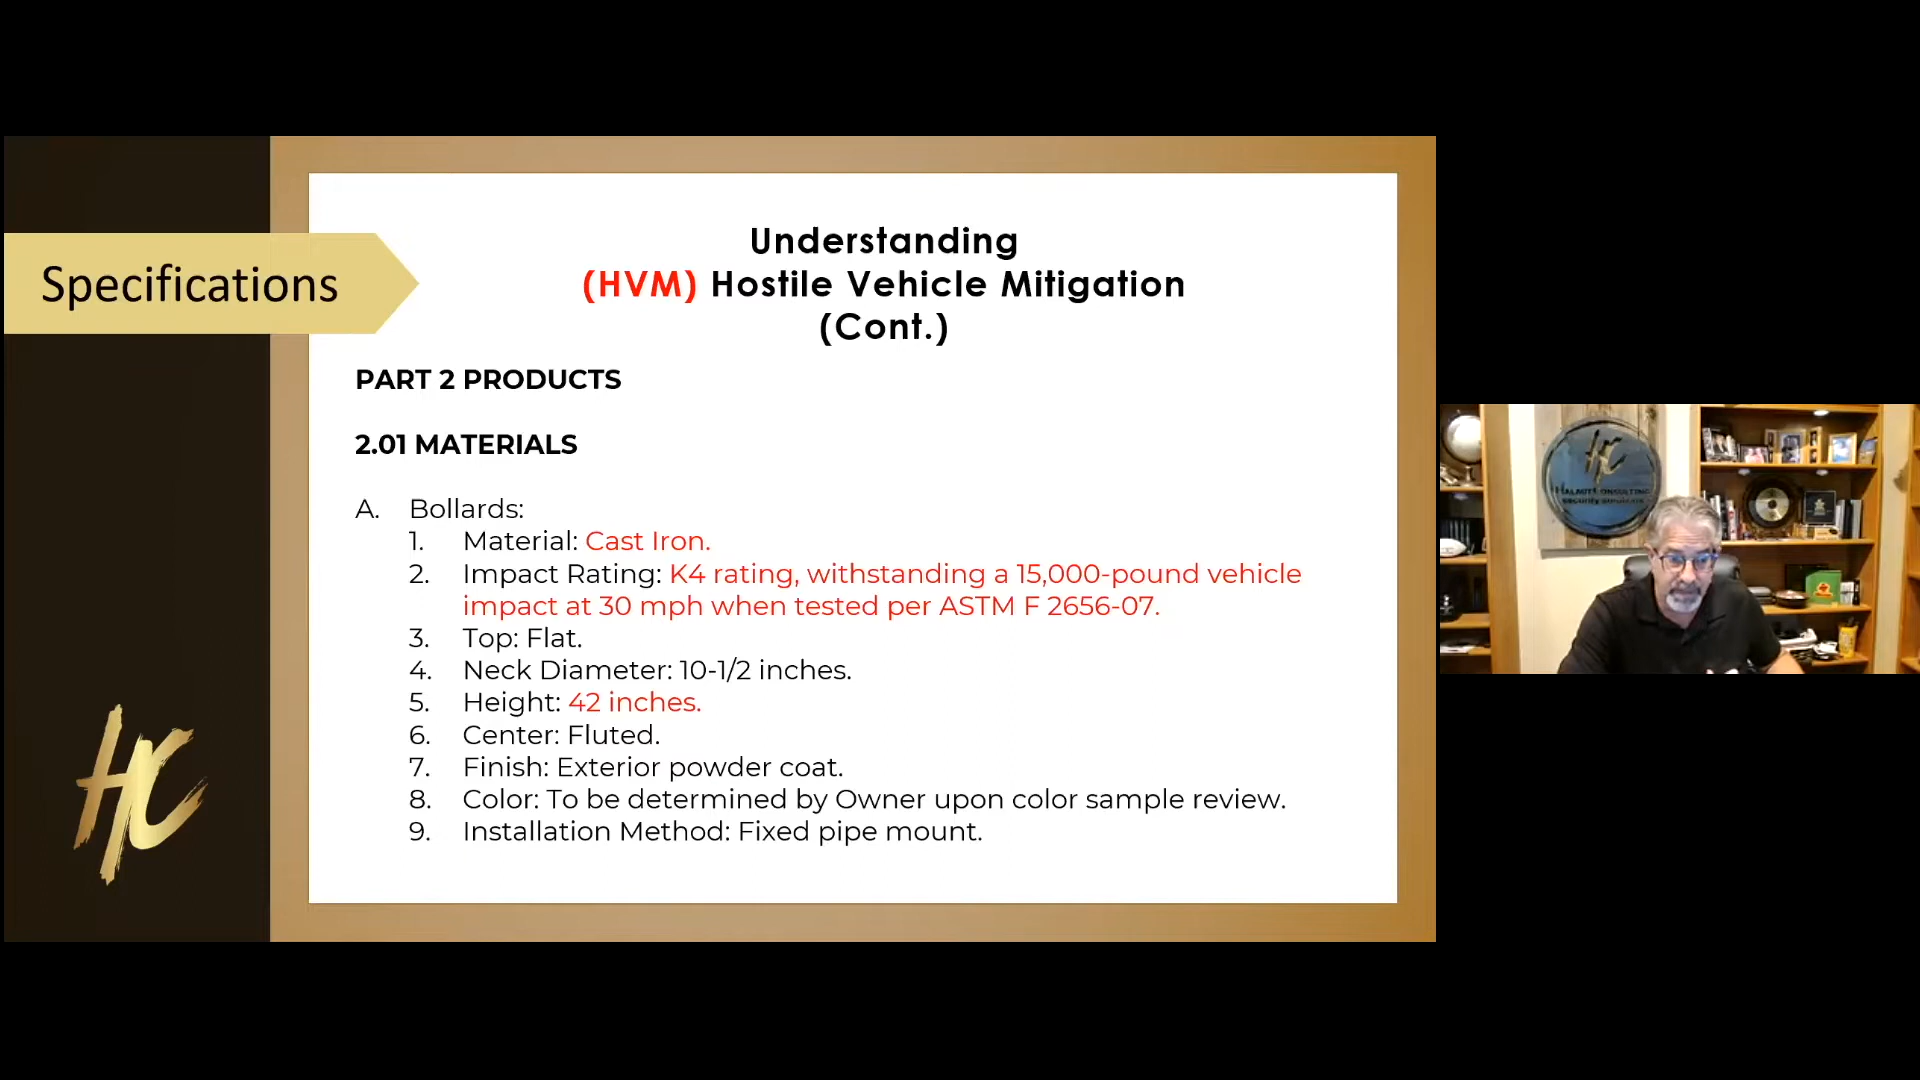 Specifications
Understanding
(HVM) Hostile Vehicle Mitigation
(Cont.)
PART 2 PRODUCTS
2.01 MATERIALS
A. Bollards:
1. Material: Cast Iron.
2. Impact Rating: K4 rating, withstanding a 15,000-pound vehicle
impact at 30 mph when tested per ASTM F 2656-07.
3. Top: Flat.
4. Neck Diameter: 10-1/2 inches.
5. Height: 42 inches.
6. Center: Fluted.
7. Finish: Exterior powder coat.
8. Color: To be determined by Owner upon color sample review.
9. Installation Method: Fixed pipe mount.
HC
HC